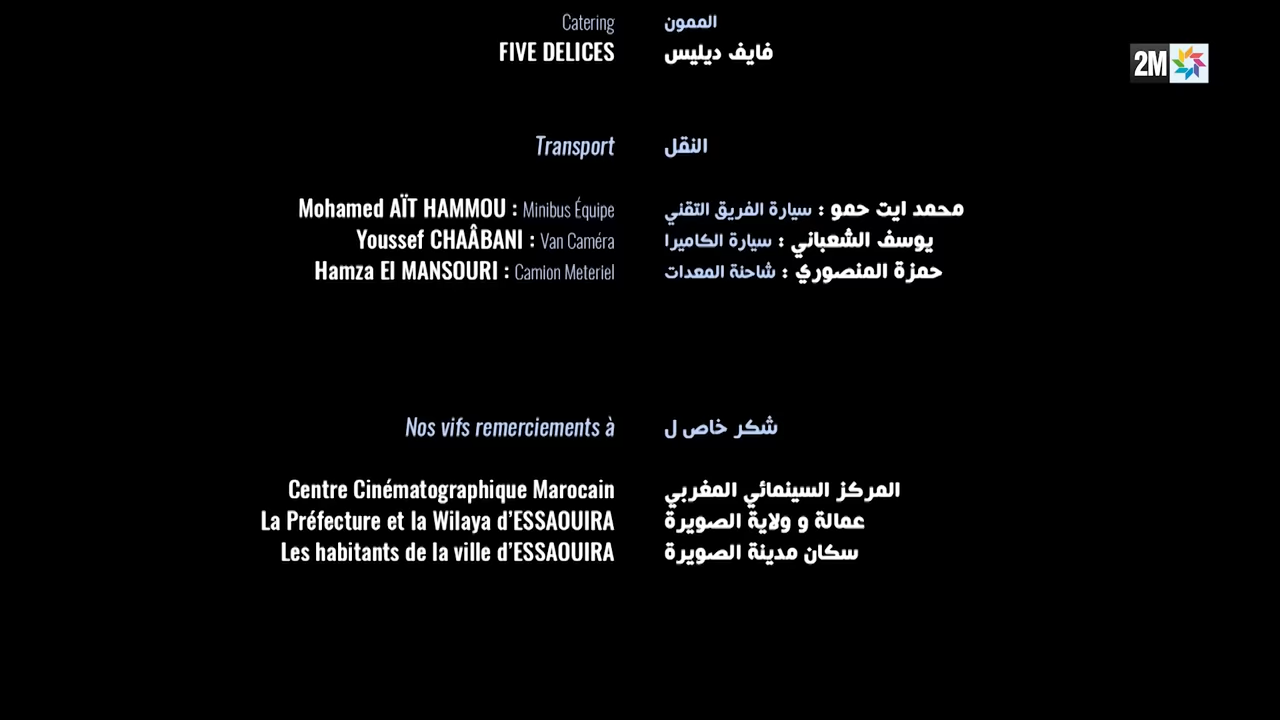 Catering الممون
FIVE DELICES فايف ديليس
2M
Transport النقل
Mohamed AÏT HAMMOU : Minibus Équipe محمد ايت حمو : سيارة الفريق التقني
Youssef CHAÂBANI : Van Caméra يوسف الشعباني : سيارة الكاميرا
Hamza El MANSOURI : Camion Meteriel حمزة المنصوري : شاحنة المعدات
Nos vifs remerciements à شكر خاص ل
Centre Cinématographique Marocain المركز السينمائي المغربي
La Préfecture et la Wilaya d’ESSAOUIRA عمالة و ولاية الصويرة
Les habitants de la ville d’ESSAOUIRA سكان مدينة الصويرة